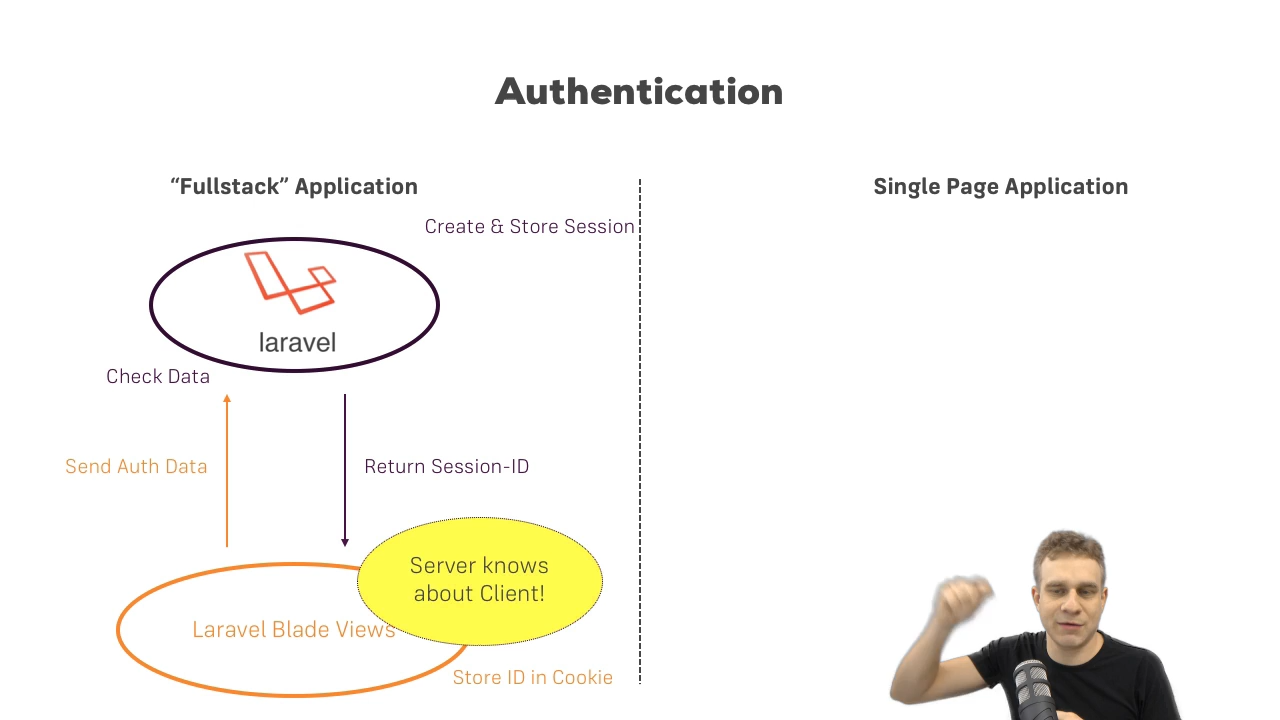 Authentication
“Fullstack” Application
Single Page Application
Create & Store Session
laravel
Check Data
Send Auth Data
Return Session-ID
Server knows
about Client!
Laravel Blade Views
Store ID in Cookie